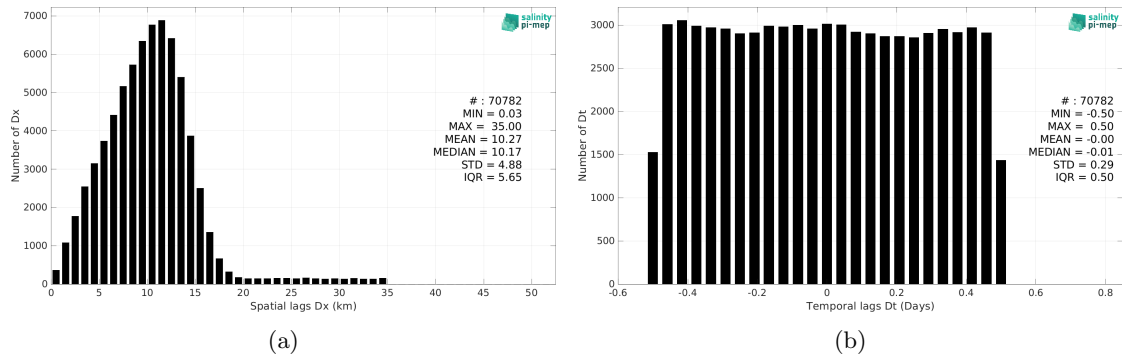 7000
6000
5000
4000
3000
2000
1000
0
Number of Dx
0 5 10 15 20 25 30 35 40 45 50
Spatial lags Dx (km)
salinity
pi-mep
# : 70782
MIN = 0.03
MAX = 35.00
MEAN = 10.27
MEDIAN = 10.17
STD = 4.88
IQR = 5.65
(a)
3000
2500
2000
1500
1000
500
0
Number of Dt
-0.6 -0.4 -0.2 0 0.2 0.4 0.6 0.8
Temporal lags Dt (Days)
salinity
pi-mep
# : 70782
MIN = -0.50
MAX = 0.50
MEAN = -0.00
MEDIAN = -0.01
STD = 0.29
IQR = 0.50
(b)